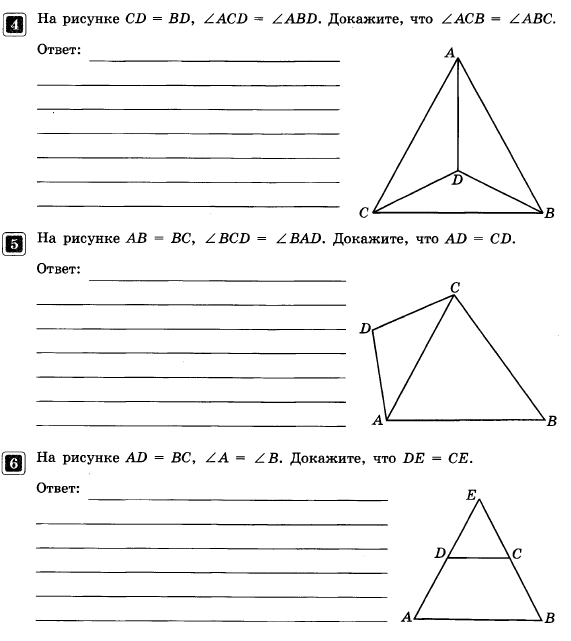 4 На рисунке CD = BD, ∠ACD = ∠ABD. Докажите, что ∠ACB = ∠ABC.
Ответ:
A
D
C
B
5 На рисунке AB = BC, ∠BCD = ∠BAD. Докажите, что AD = CD.
Ответ:
C
D
A
B
6 На рисунке AD = BC, ∠A = ∠B. Докажите, что DE = CE.
Ответ:
E
D
C
A
B